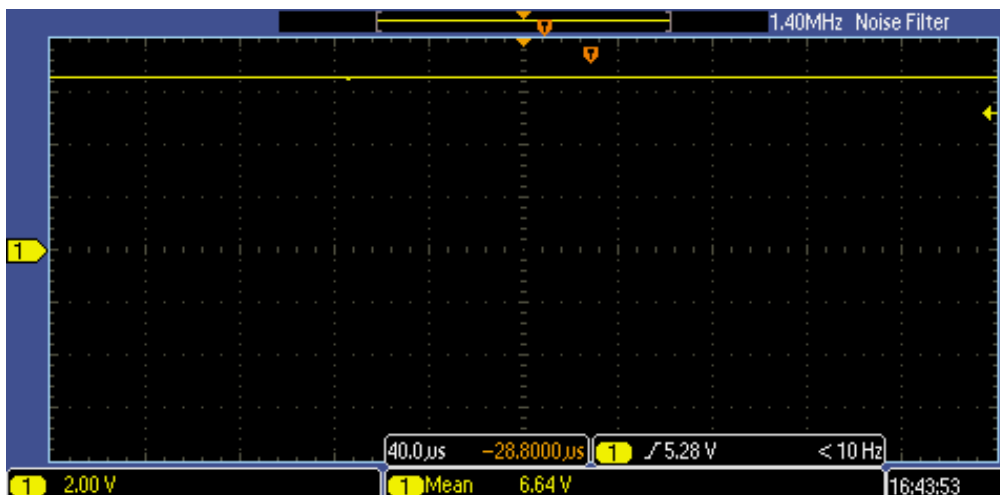 1.40MHz Noise Filter
T
T
1
40.0µs -28.8000µs 1 5.28 V < 10 Hz
1 2.00 V 1 Mean 6.64 V 16:43:53